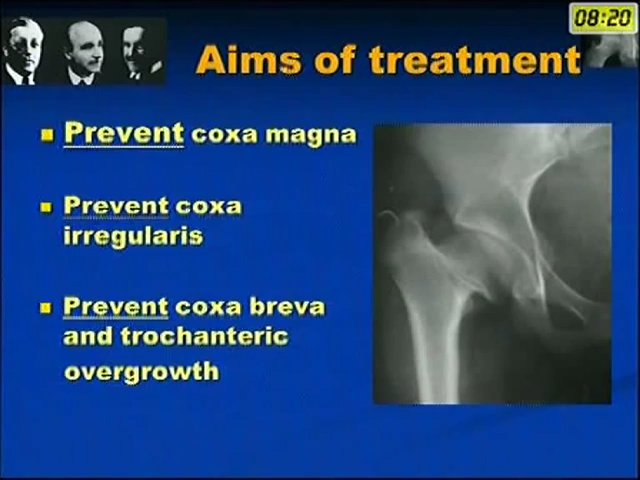 08:20
Aims of treatment
Prevent coxa magna
Prevent coxa
irregularis
Prevent coxa breva
and trochanteric
overgrowth